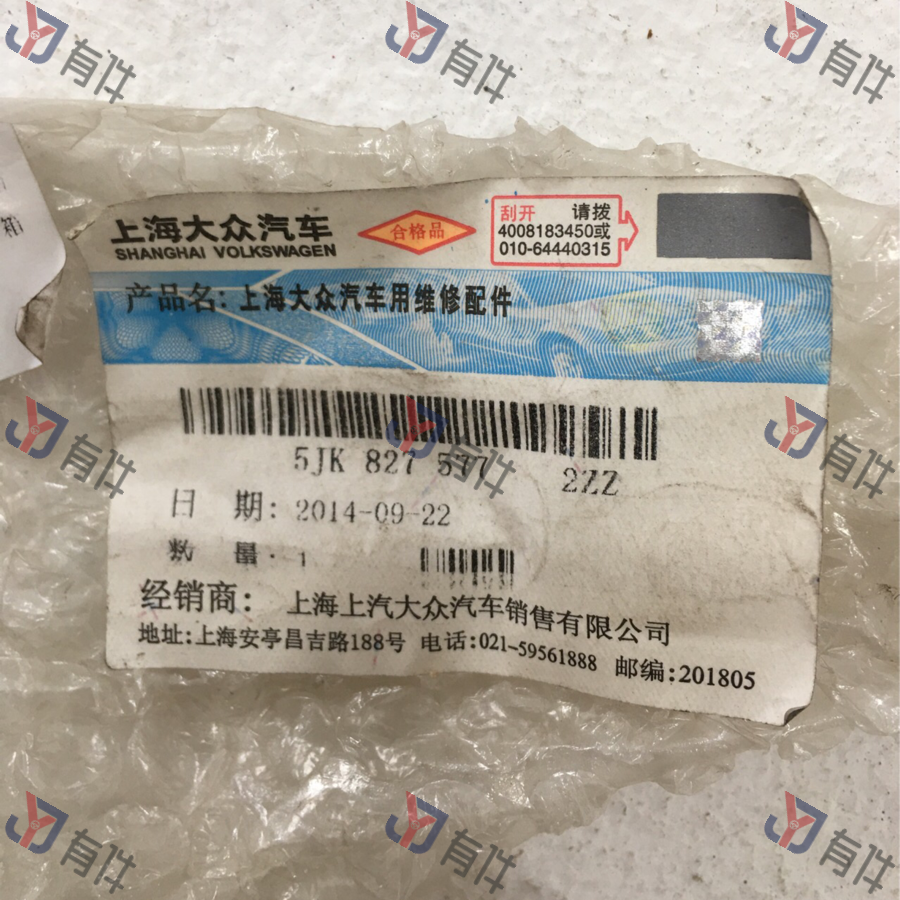 有件
有件
有件
箱
上海大众汽车
SHANGHAI VOLKSWAGEN
合格品
刮开 请拨
4008183450或
010-64440315
产品名：上海大众汽车用维修配件
有件
有件
有件
5JK 827 577 2ZZ
日 期：2014-09-22
数 量：1
经销商：上海上汽大众汽车销售有限公司
地址:上海安亭昌吉路188号 电话:021-59561888 邮编:201805
有件
有件
有件